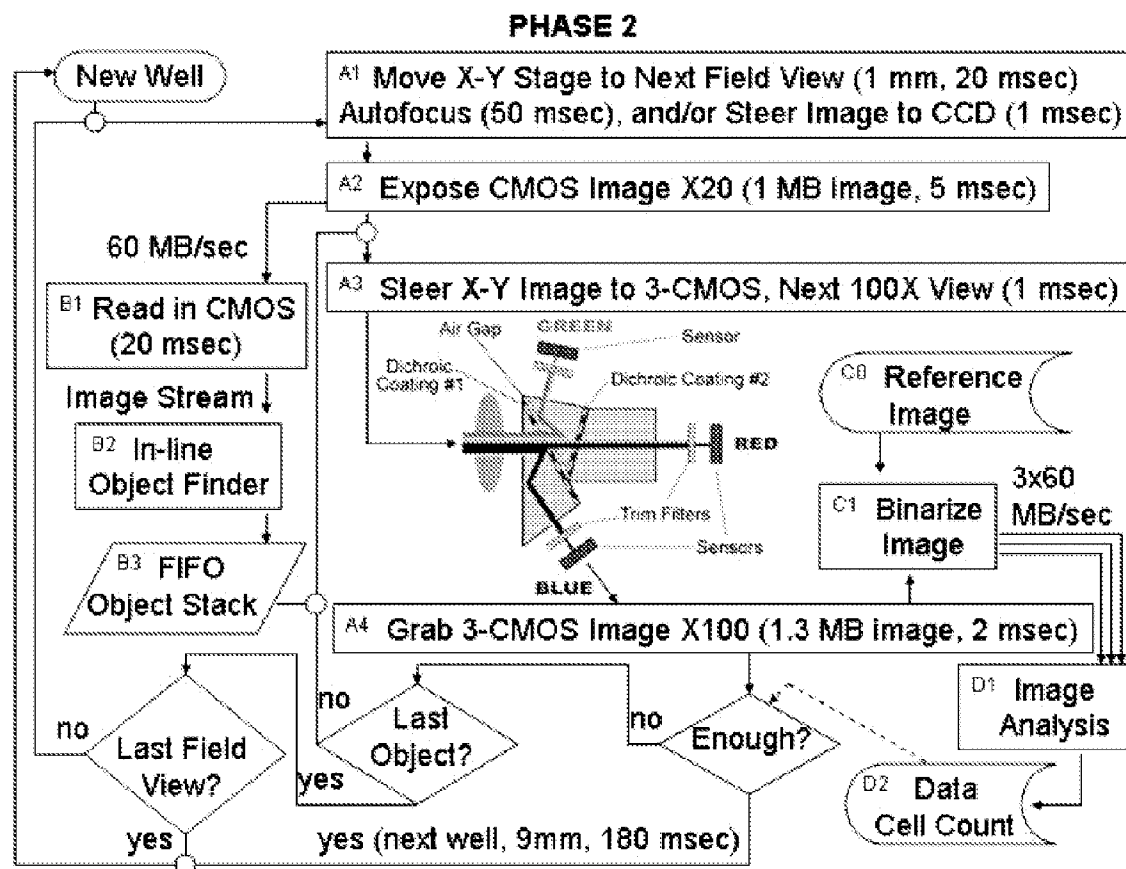 PHASE 2
New Well
A1 Move X-Y Stage to Next Field View (1 mm, 20 msec)
Autofocus (50 msec), and/or Steer Image to CCD (1 msec)
A2 Expose CMOS Image X20 (1 MB image, 5 msec)
60 MB/sec
A3 Steer X-Y Image to 3-CMOS, Next 100X View (1 msec)
B1 Read in CMOS
(20 msec)
Image Stream
B2 In-line
Object Finder
B3 FIFO
Object Stack
Air Gap
GREEN
Sensor
Dichroic
Coating #1
Dichroic Coating #2
RED
Trim Filters
Sensors
BLUE
C0 Reference
Image
C1 Binarize
Image
3x60
MB/sec
A4 Grab 3-CMOS Image X100 (1.3 MB image, 2 msec)
D1 Image
Analysis
no
Last Field
View?
yes
no
Last
Object?
yes
no
Enough?
D2 Data
Cell Count
yes (next well, 9mm, 180 msec)